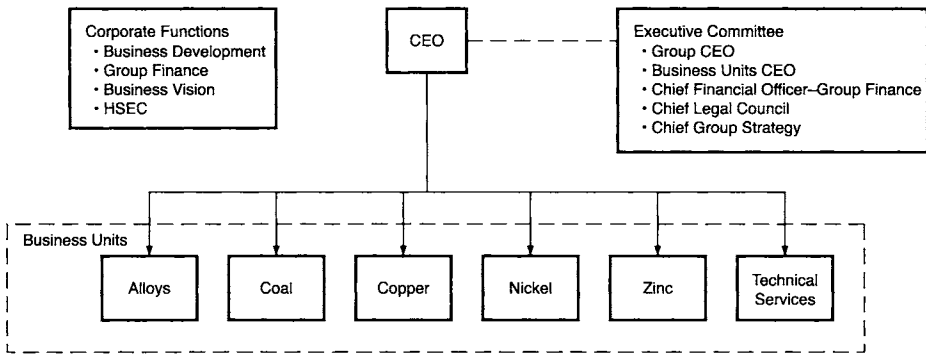 Corporate Functions
• Business Development
• Group Finance
• Business Vision
• HSEC
CEO
Executive Committee
• Group CEO
• Business Units CEO
• Chief Financial Officer–Group Finance
• Chief Legal Council
• Chief Group Strategy
Business Units
Alloys
Coal
Copper
Nickel
Zinc
Technical
Services